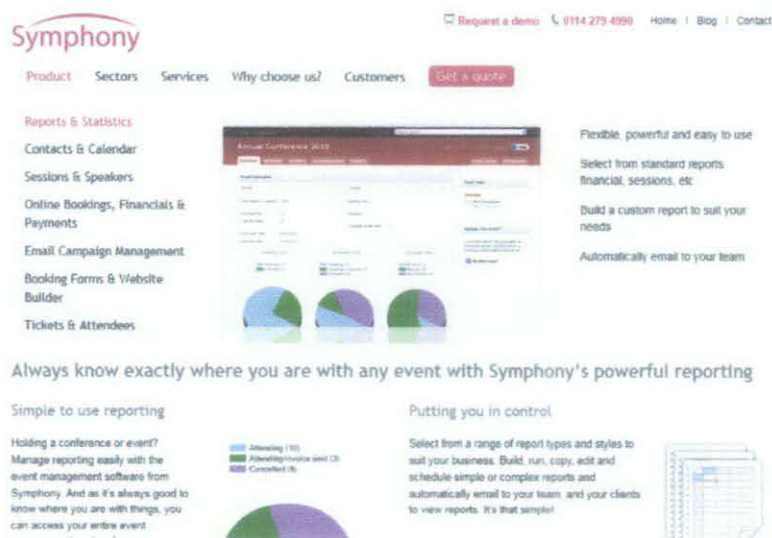 Symphony
Request a demo 0114 279 4990 Home | Blog | Contact
Product Sectors Services Why choose us? Customers Get a quote
Reports & Statistics
Contacts & Calendar
Sessions & Speakers
Online Bookings, Financials &
Payments
Email Campaign Management
Booking Forms & Website
Builder
Tickets & Attendees
Annual Conference 2010
Flexible, powerful and easy to use
Select from standard reports
financial, sessions, etc
Build a custom report to suit your
needs
Automatically email to your team
Always know exactly where you are with any event with Symphony's powerful reporting
Simple to use reporting
Holding a conference or event?
Manage reporting easily with the
event management software from
Symphony. And as it's always good to
know where you are with things, you
can access your entire event
Attending (10)
Attending-invoice sent (3)
Cancelled (8)
Putting you in control
Select from a range of report types and styles to
suit your business. Build, run, copy, edit and
schedule simple or complex reports and
automatically email to your team, and your clients
to view reports. It's that simple!